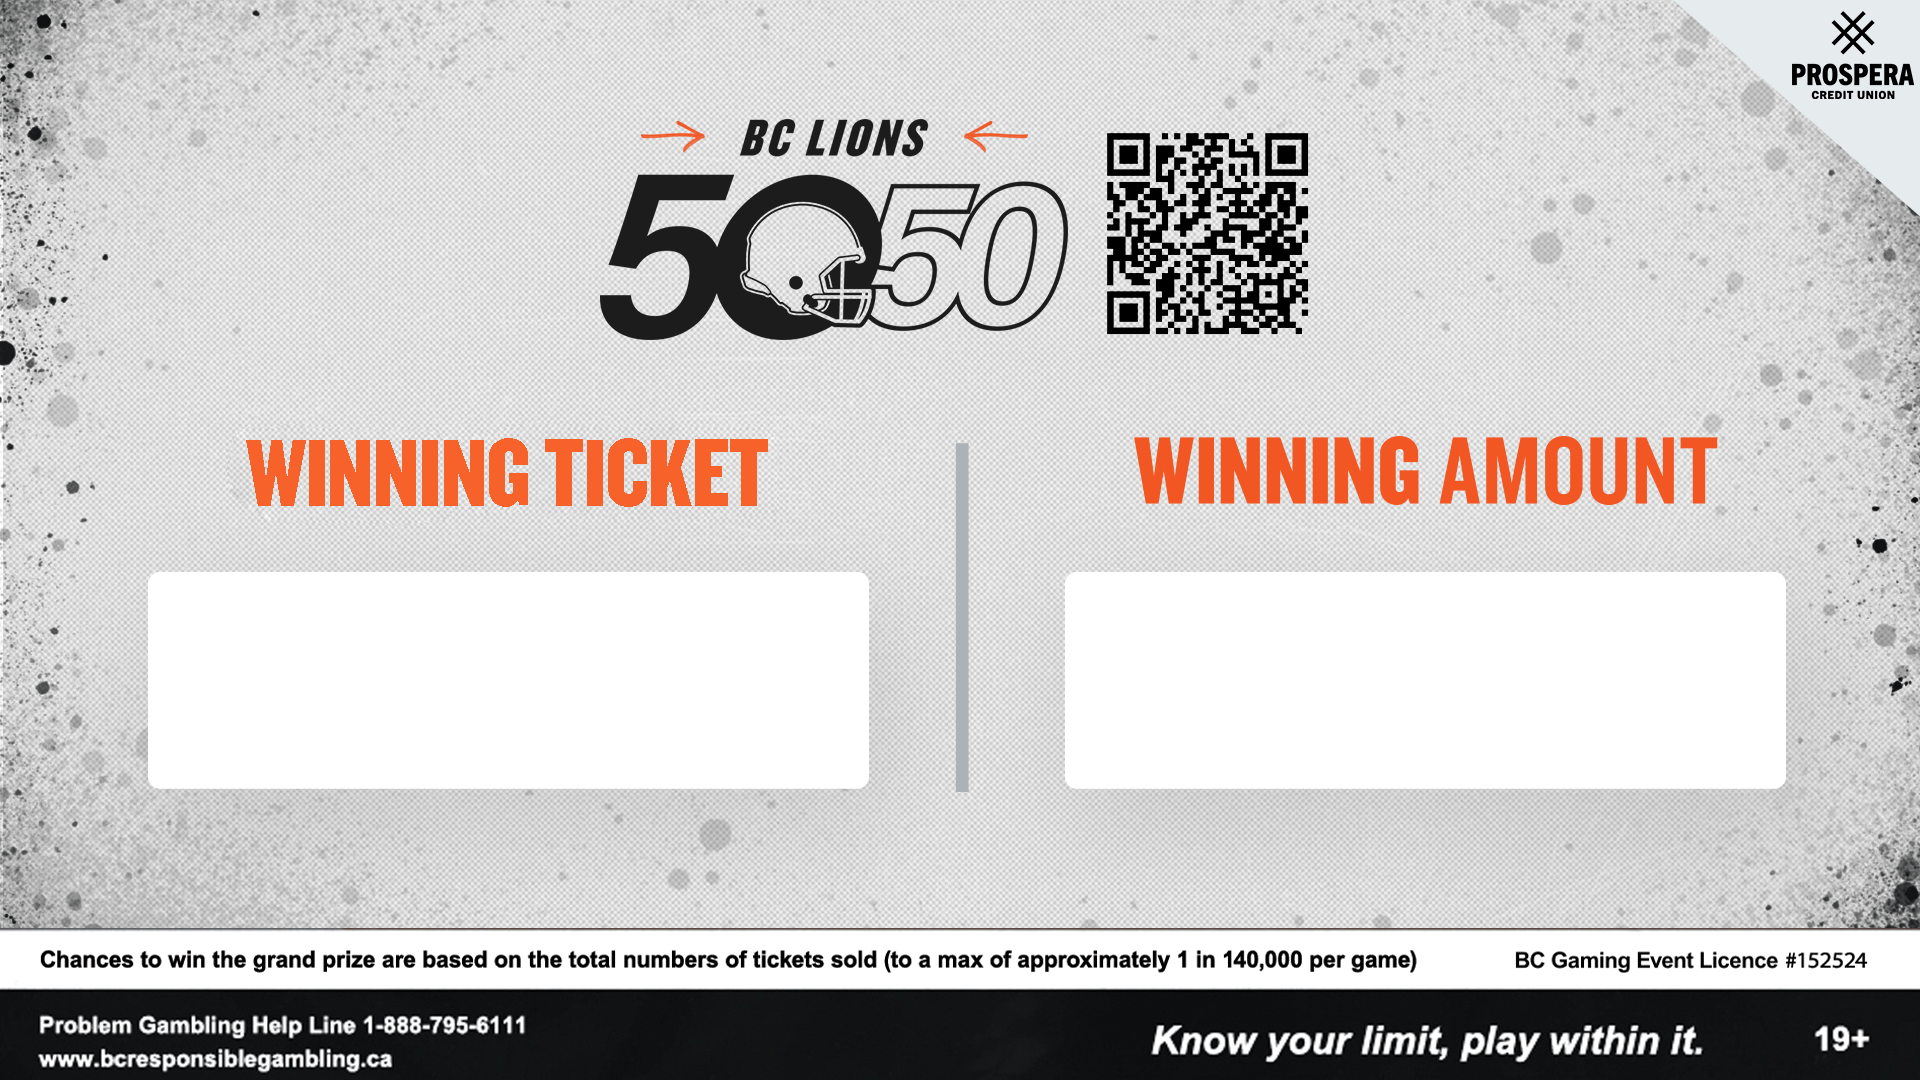 PROSPERA
CREDIT UNION
BC LIONS
5050
WINNING TICKET
WINNING AMOUNT
Chances to win the grand prize are based on the total numbers of tickets sold (to a max of approximately 1 in 140,000 per game)
BC Gaming Event Licence #152524
Problem Gambling Help Line 1-888-795-6111
www.bcresponsiblegambling.ca
Know your limit, play within it.
19+